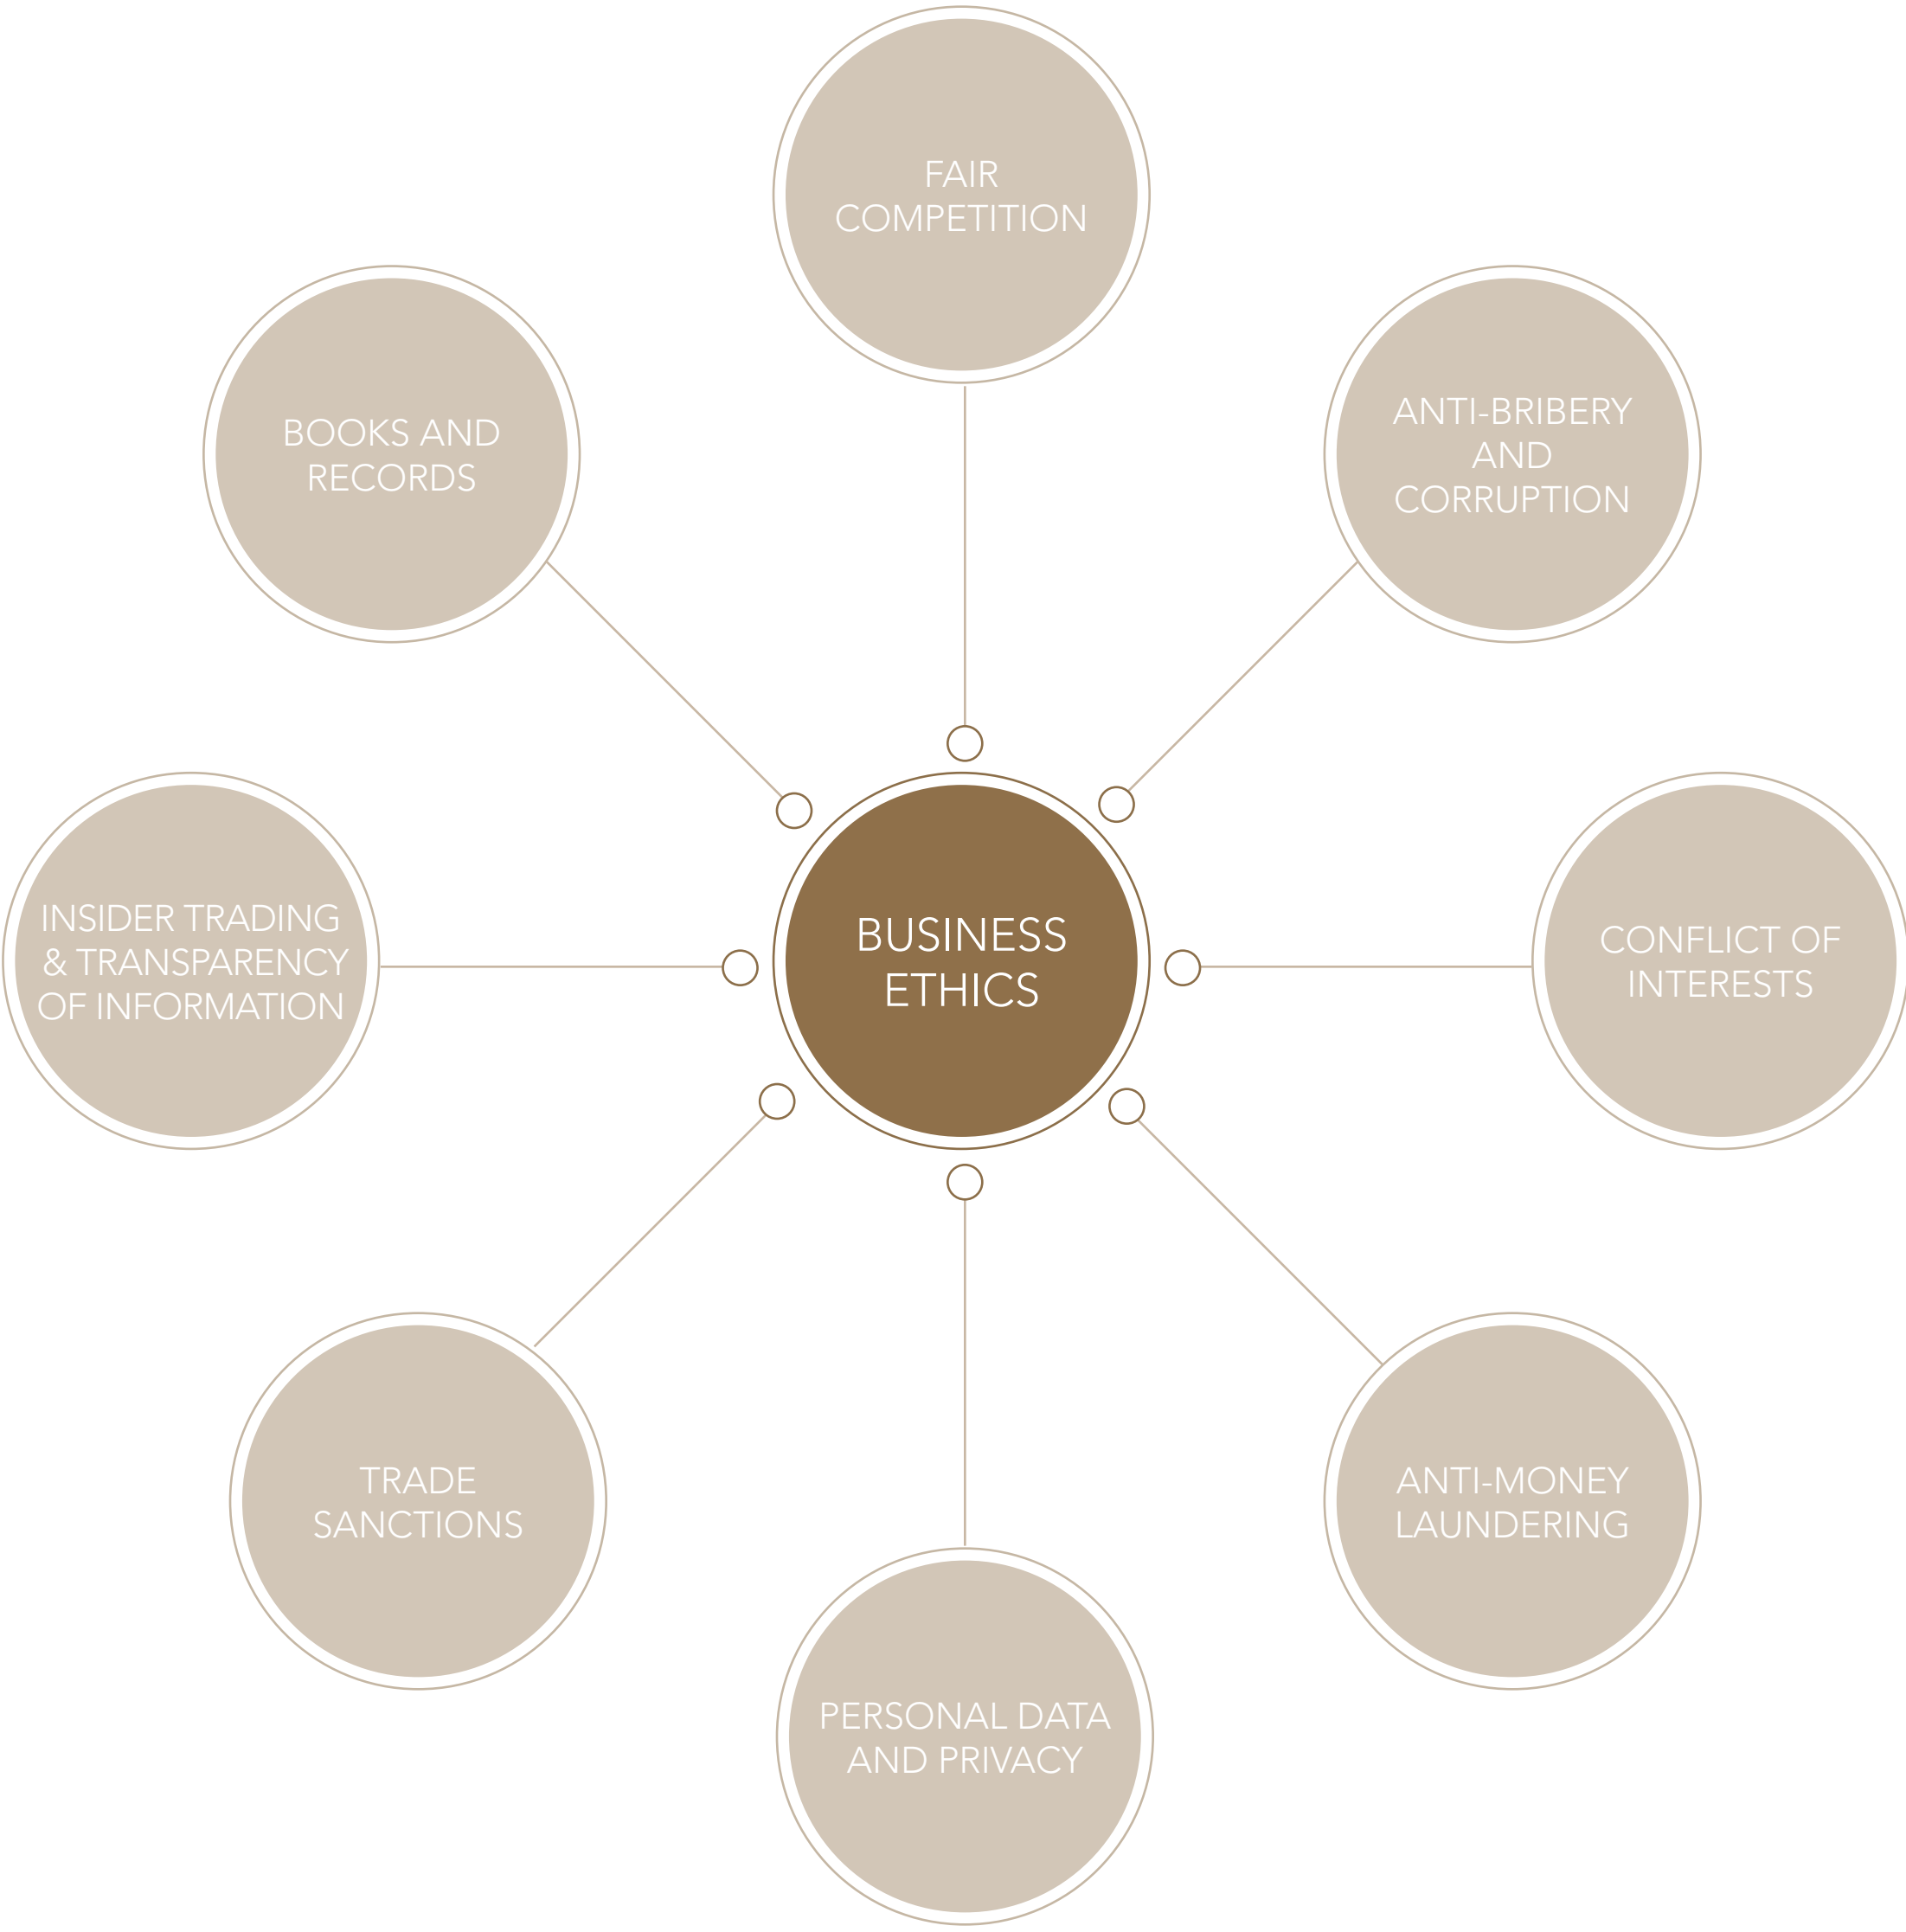 FAIR
COMPETITION
BOOKS AND
RECORDS
ANTI-BRIBERY
AND
CORRUPTION
INSIDER TRADING
& TRANSPARENCY
OF INFORMATION
BUSINESS
ETHICS
CONFLICT OF
INTERESTS
TRADE
SANCTIONS
ANTI-MONEY
LAUNDERING
PERSONAL DATA
AND PRIVACY